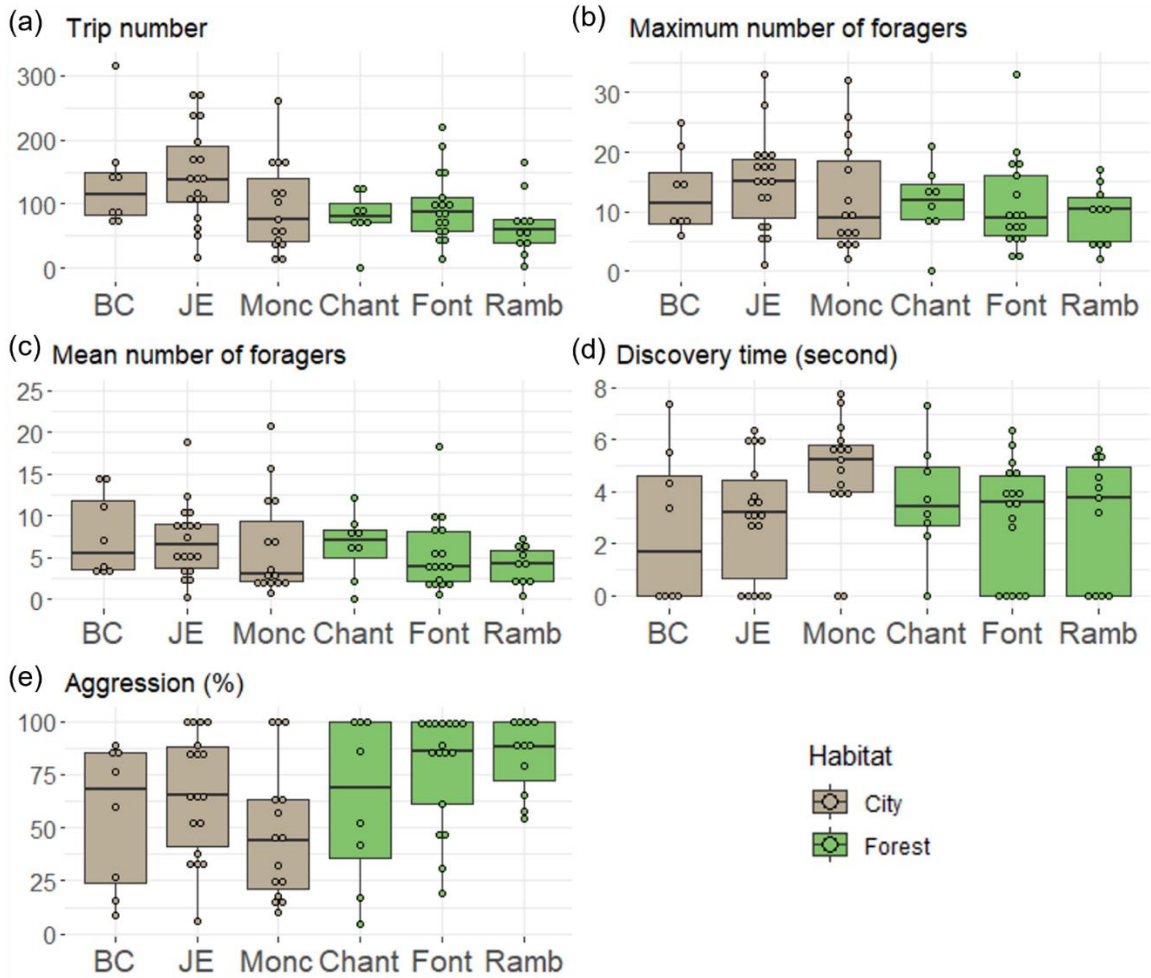 (a) Trip number
300
200
100
0
BC JE Monc Chant Font Ramb
(b) Maximum number of foragers
30
20
10
0
BC JE Monc Chant Font Ramb
(c) Mean number of foragers
25
20
15
10
5
0
BC JE Monc Chant Font Ramb
(d) Discovery time (second)
8
6
4
2
0
BC JE Monc Chant Font Ramb
(e) Aggression (%)
100
75
50
25
0
BC JE Monc Chant Font Ramb
Habitat
City
Forest